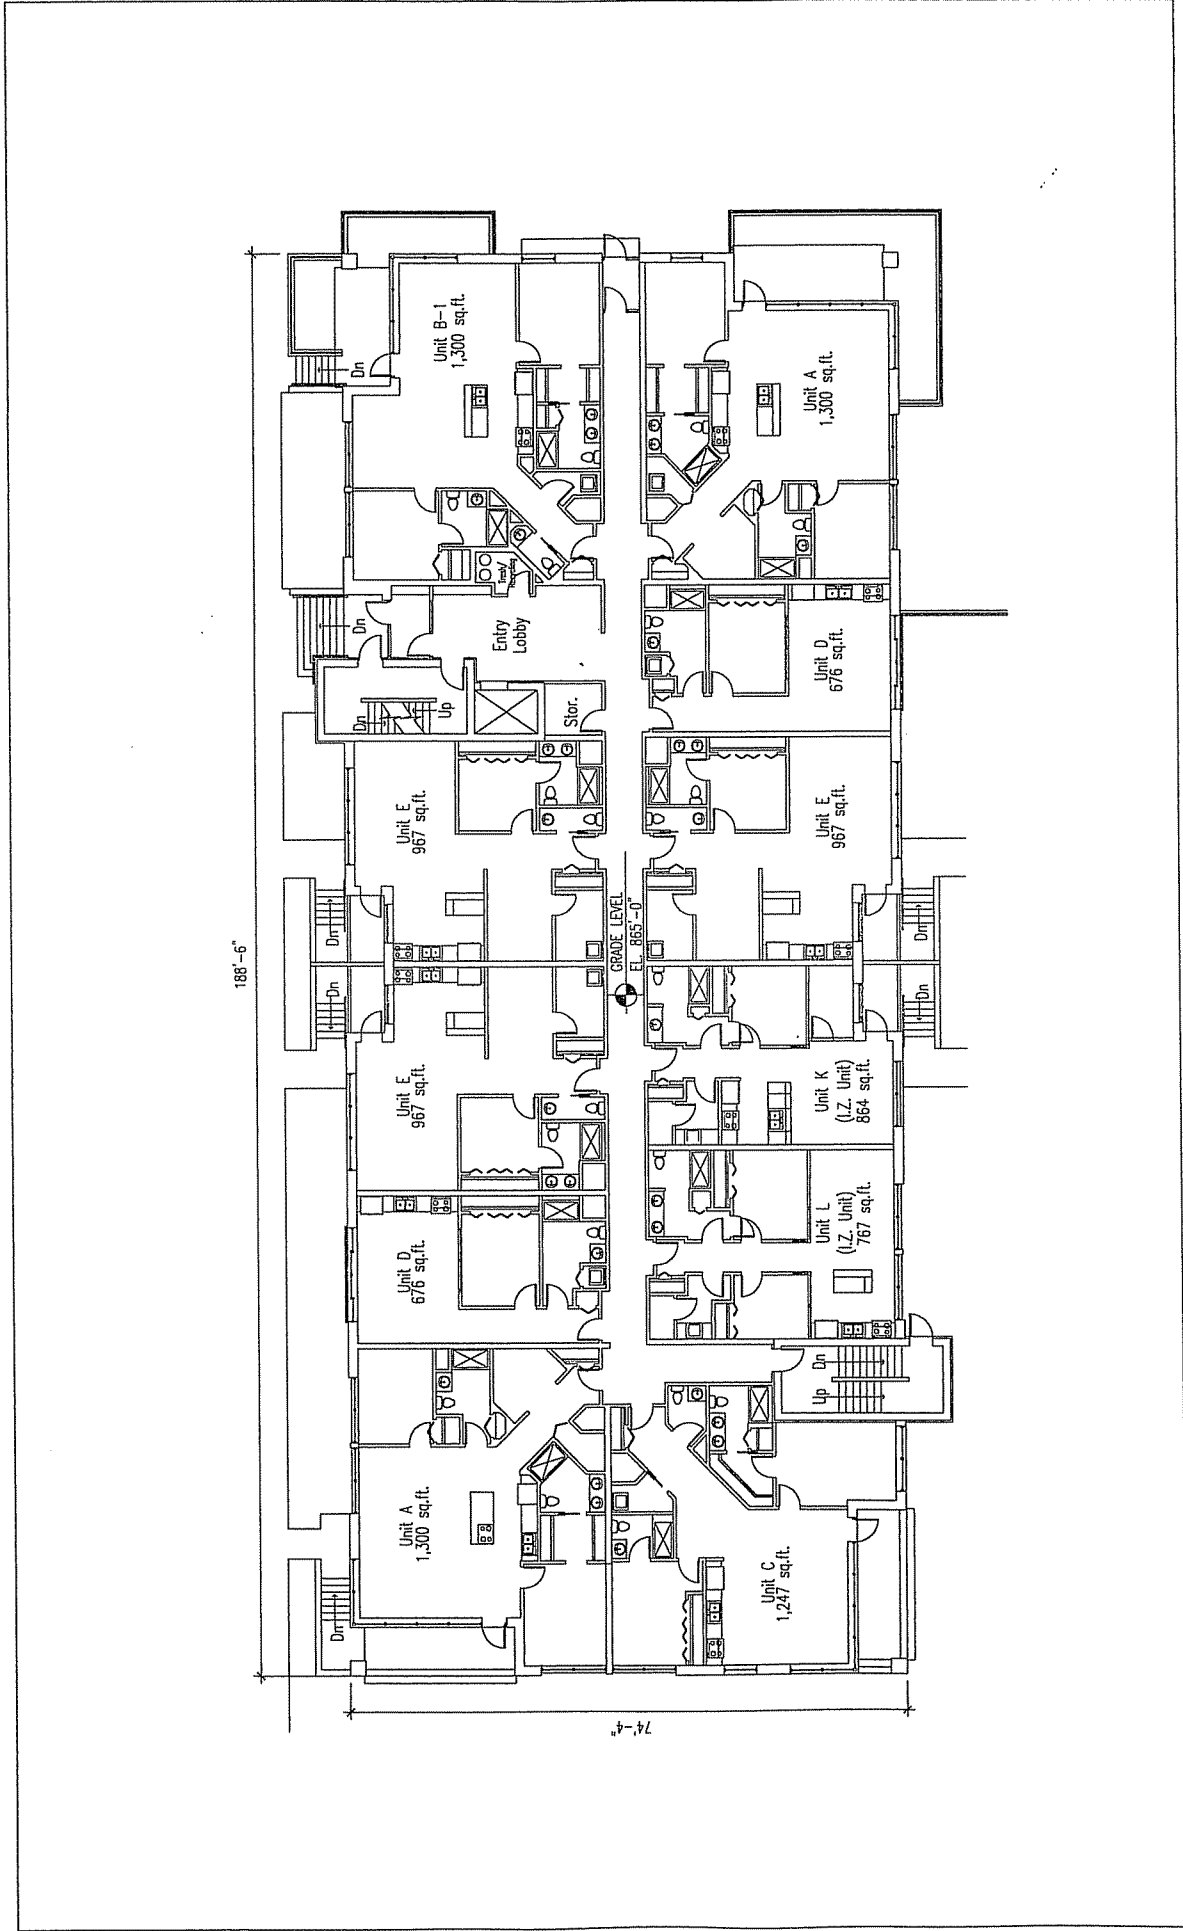 188'-6"
74'-4"
Unit A
1,300 sq.ft.
Unit D
676 sq.ft.
Unit E
967 sq.ft.
Unit E
967 sq.ft.
Unit B-1
1,300 sq.ft.
Entry
Lobby
Trash/
Recycling
Stor.
Dn
Up
Dn
Dn
Dn
Dn
Dn
GRADE LEVEL
EL. 865'-0"
Unit C
1,247 sq.ft.
Up
Dn
Unit L
(I.Z. Unit)
767 sq.ft.
Unit K
(I.Z. Unit)
864 sq.ft.
Dn
Dn
Unit E
967 sq.ft.
Unit D
676 sq.ft.
Unit A
1,300 sq.ft.